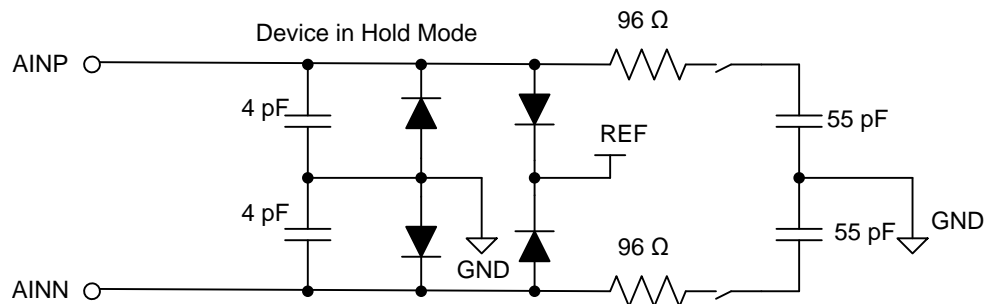 Device in Hold Mode
96 Ω
AINP
4 pF
55 pF
REF
4 pF
55 pF
GND
GND
96 Ω
AINN